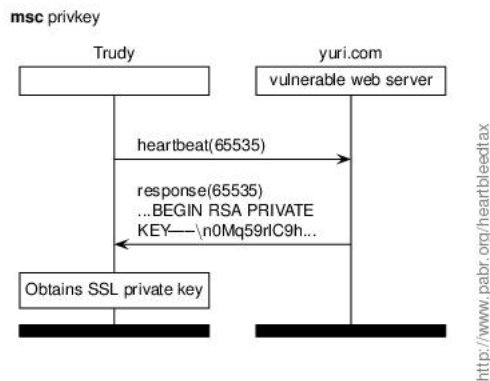 msc privkey
Trudy
yuri.com
vulnerable web server
heartbeat(65535)
response(65535)
...BEGIN RSA PRIVATE
KEY-----\n0Mq59rlC9h...
Obtains SSL private key
http://www.pabr.org/heartbleedtax